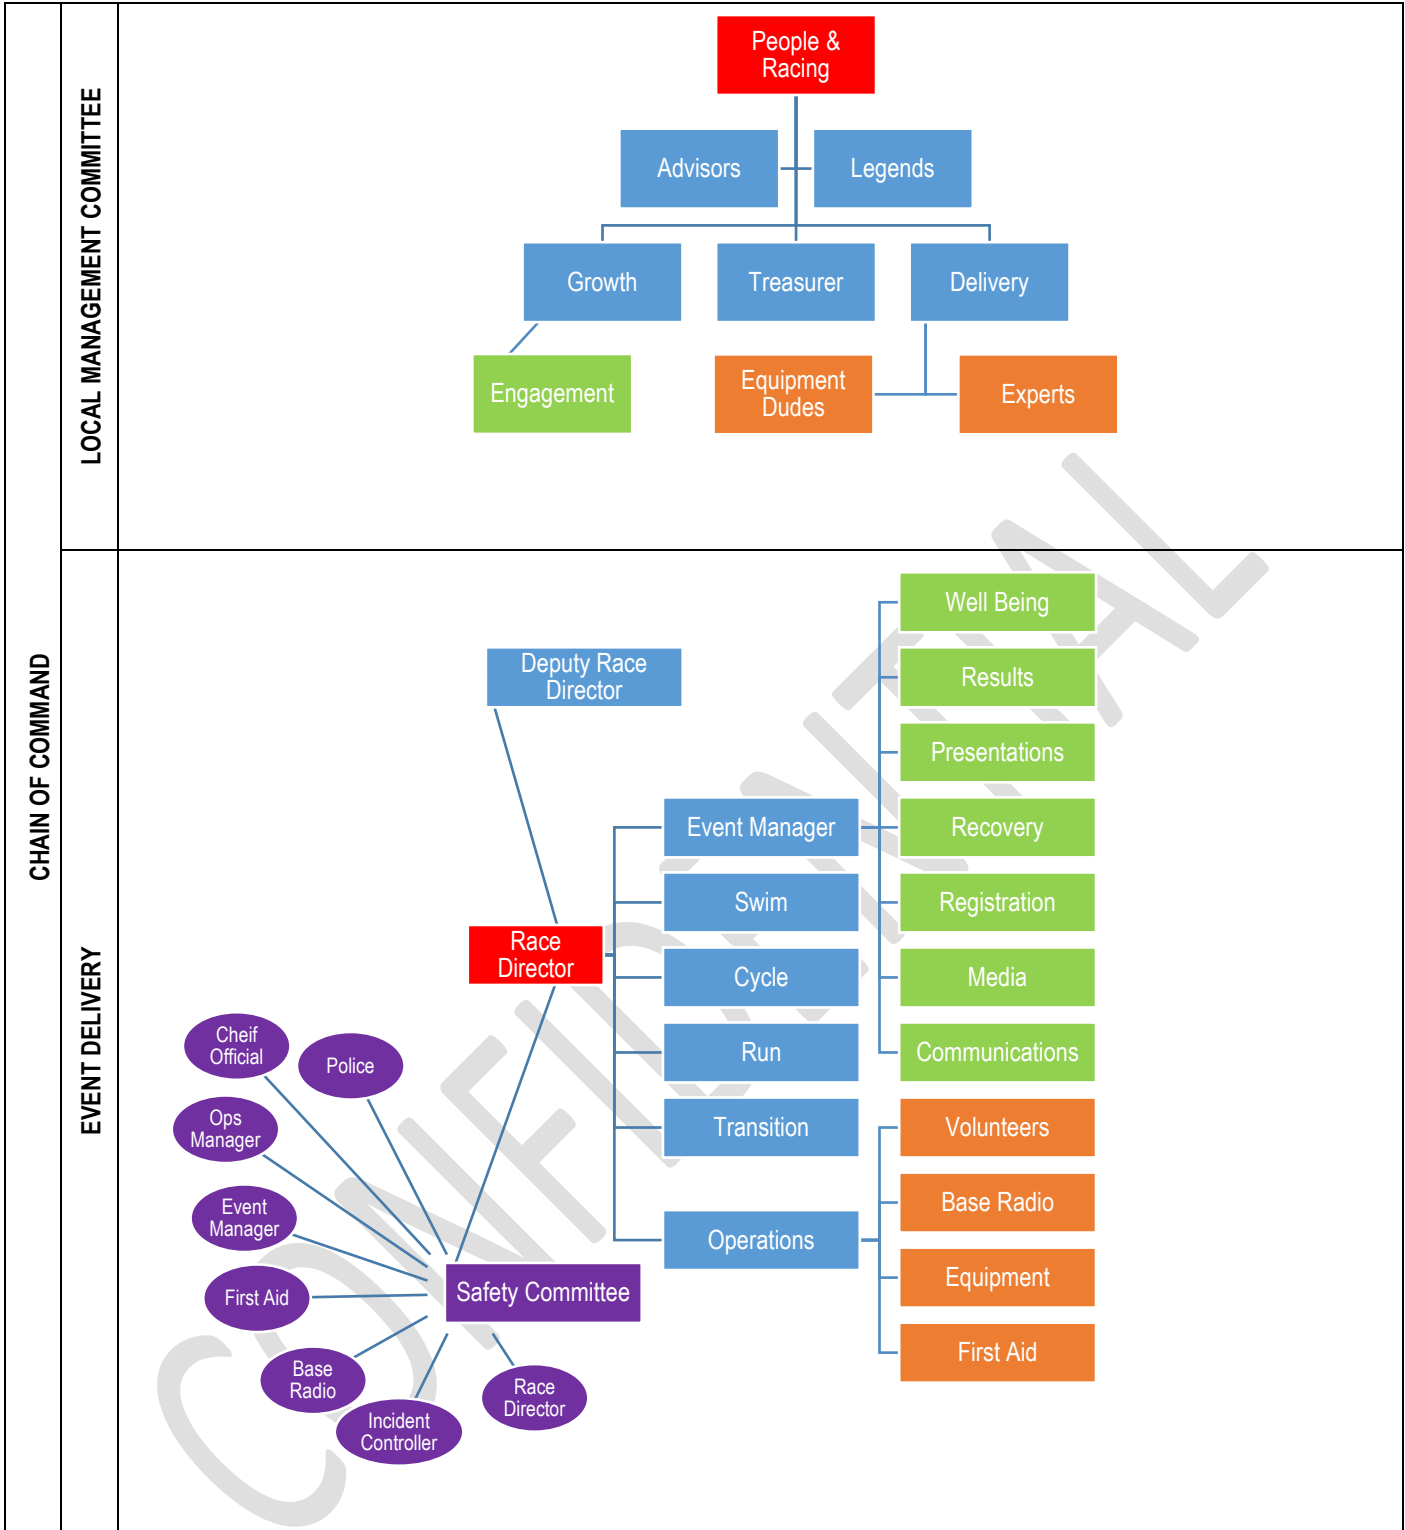 CHAIN OF COMMAND
LOCAL MANAGEMENT COMMITTEE
People &
Racing
Advisors
Legends
Growth
Treasurer
Delivery
Engagement
Equipment
Dudes
Experts
EVENT DELIVERY
Deputy Race
Director
Race
Director
Event Manager
Swim
Cycle
Run
Transition
Operations
Well Being
Results
Presentations
Recovery
Registration
Media
Communications
Volunteers
Base Radio
Equipment
First Aid
Safety Committee
Cheif
Official
Police
Ops
Manager
Event
Manager
First Aid
Base
Radio
Incident
Controller
Race
Director
CONFIDENTIAL